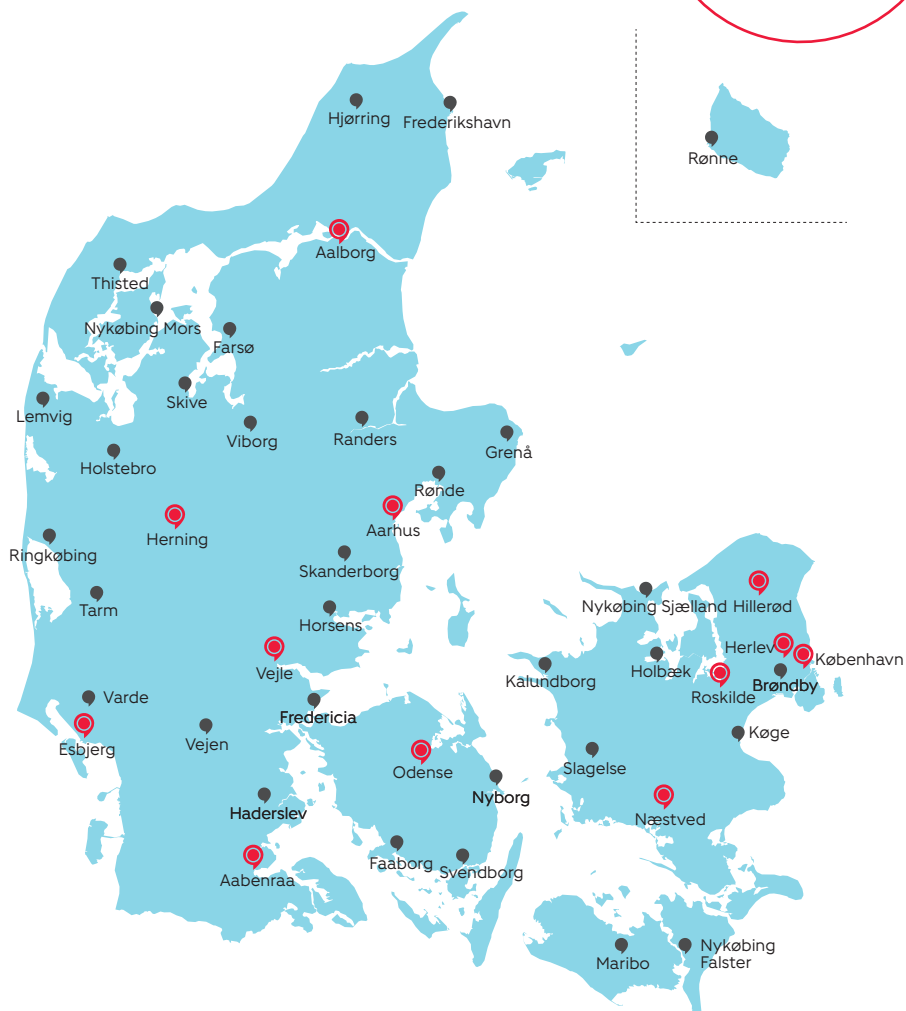 Hjørring
Frederikshavn
Rønne
Aalborg
Thisted
Nykøbing Mors
Farsø
Skive
Lemvig
Viborg
Randers
Grenå
Holstebro
Rønde
Herning
Aarhus
Ringkøbing
Skanderborg
Tarm
Nykøbing Sjælland
Hillerød
Horsens
Herlev
København
Vejle
Kalundborg
Holbæk
Brøndby
Roskilde
Varde
Fredericia
Køge
Esbjerg
Vejen
Slagelse
Odense
Nyborg
Haderslev
Næstved
Faaborg
Svendborg
Aabenraa
Maribo
Nykøbing
Falster